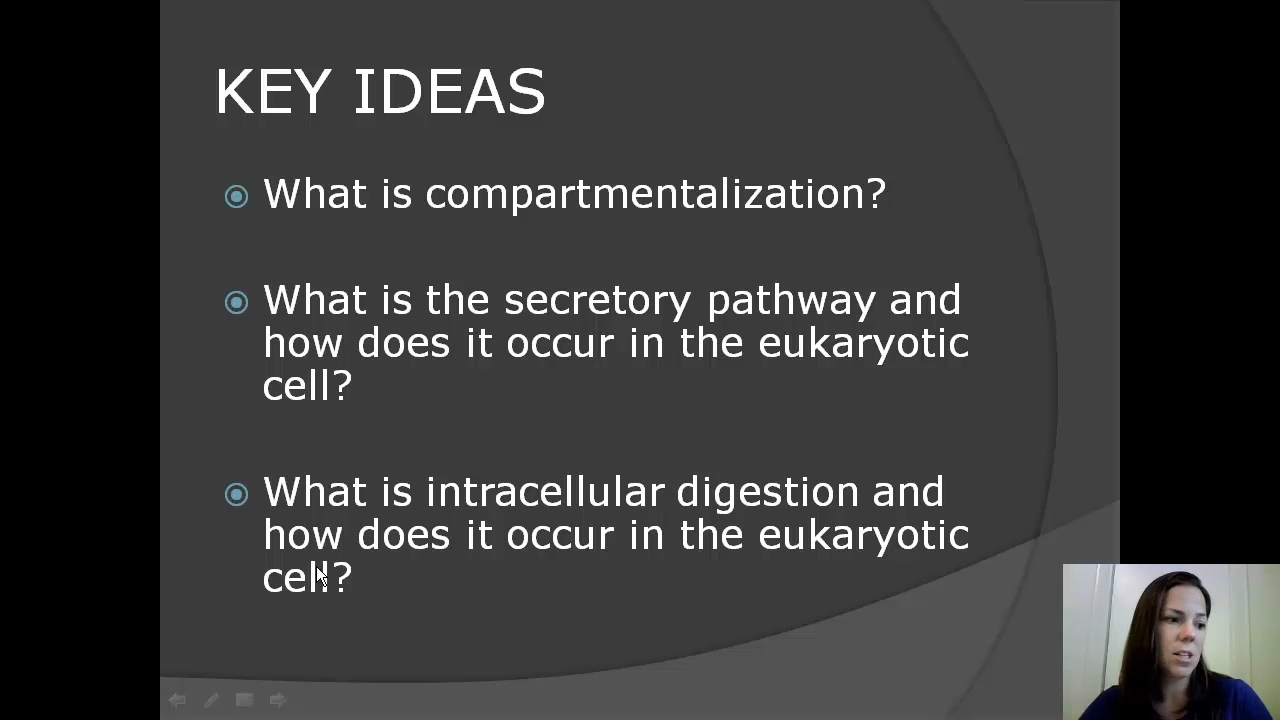 KEY IDEAS
What is compartmentalization?
What is the secretory pathway and
how does it occur in the eukaryotic
cell?
What is intracellular digestion and
how does it occur in the eukaryotic
cell?